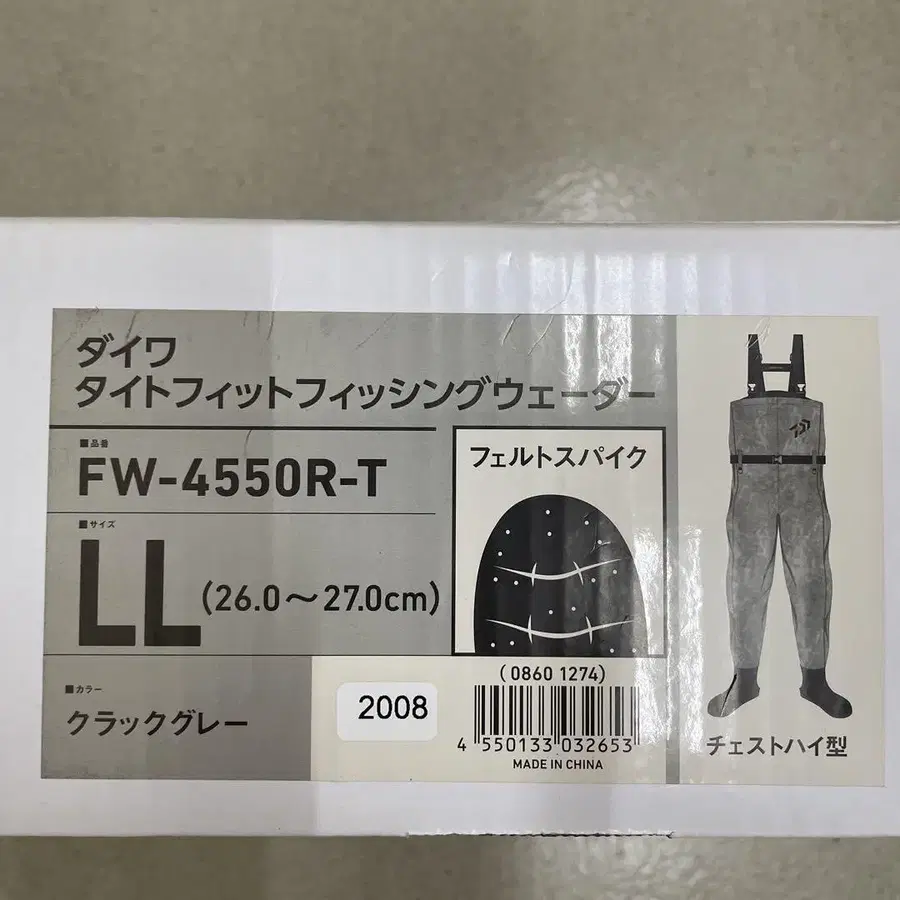 ダイワ
タイトフィットフィッシングウェーダー
■品番
FW-4550R-T
■サイズ
LL(26.0~27.0cm)
フェルトスパイク
■カラー
クラックグレー
2008
(0860 1274)
4 550133 032653
MADE IN CHINA
チェストハイ型